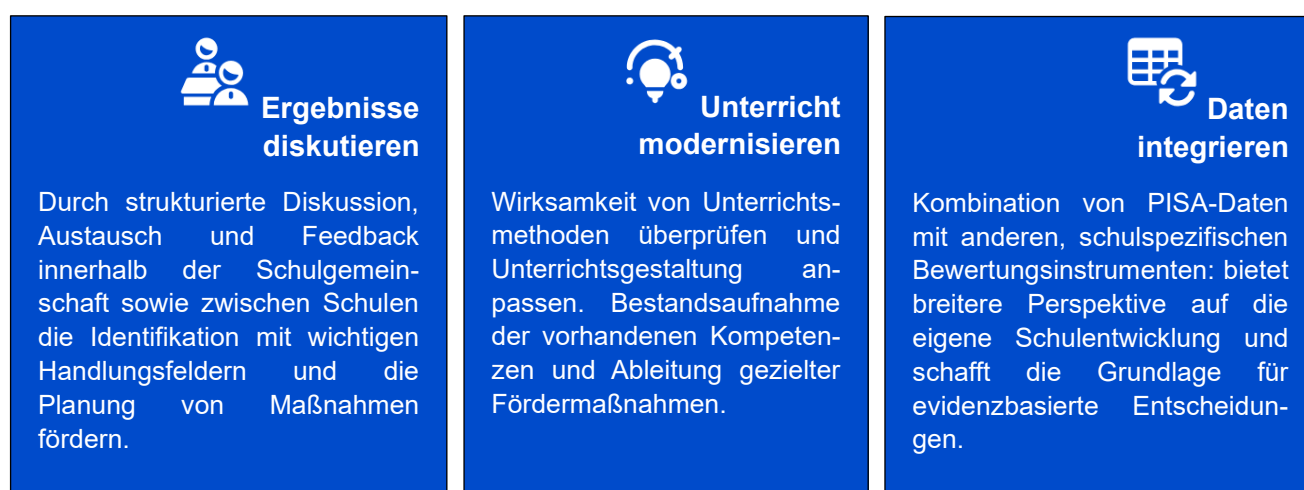 Ergebnisse
diskutieren
Durch strukturierte Diskussion,
Austausch und Feedback
innerhalb der Schulgemein-
schaft sowie zwischen Schulen
die Identifikation mit wichtigen
Handlungsfeldern und die
Planung von Maßnahmen
fördern.
Unterricht
modernisieren
Wirksamkeit von Unterrichts-
methoden überprüfen und
Unterrichtsgestaltung an-
passen. Bestandsaufnahme
der vorhandenen Kompeten-
zen und Ableitung gezielter
Fördermaßnahmen.
Daten
integrieren
Kombination von PISA-Daten
mit anderen, schulspezifischen
Bewertungsinstrumenten: bietet
breitere Perspektive auf die
eigene Schulentwicklung und
schafft die Grundlage für
evidenzbasierte Entscheidun-
gen.